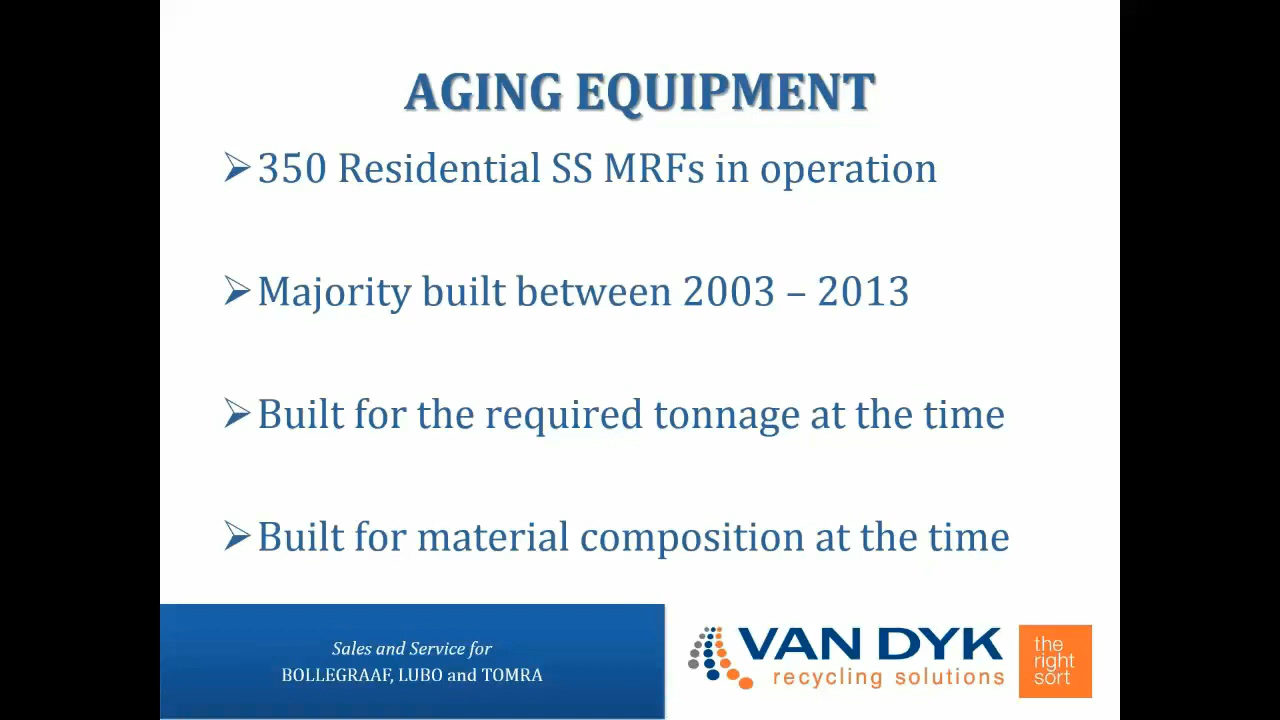 AGING EQUIPMENT
➢350 Residential SS MRFs in operation
➢Majority built between 2003 – 2013
➢Built for the required tonnage at the time
➢Built for material composition at the time
Sales and Service for
BOLLEGRAAF, LUBO and TOMRA
VAN DYK
recycling solutions
the
right
sort